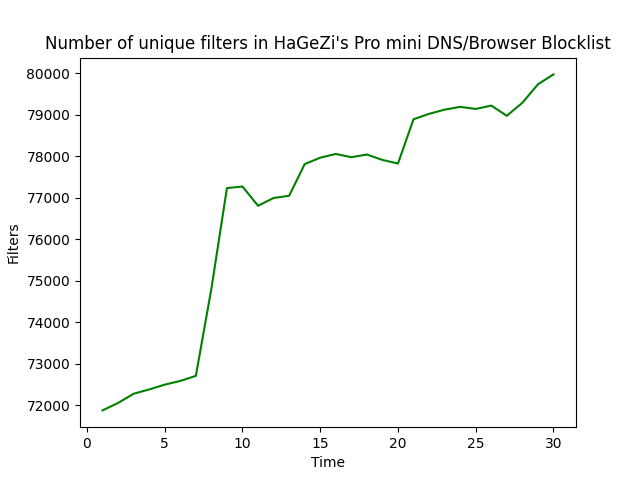 Number of unique filters in HaGeZi's Pro mini DNS/Browser Blocklist
80000
79000
78000
77000
76000
75000
74000
73000
72000
Filters
0 5 10 15 20 25 30
Time